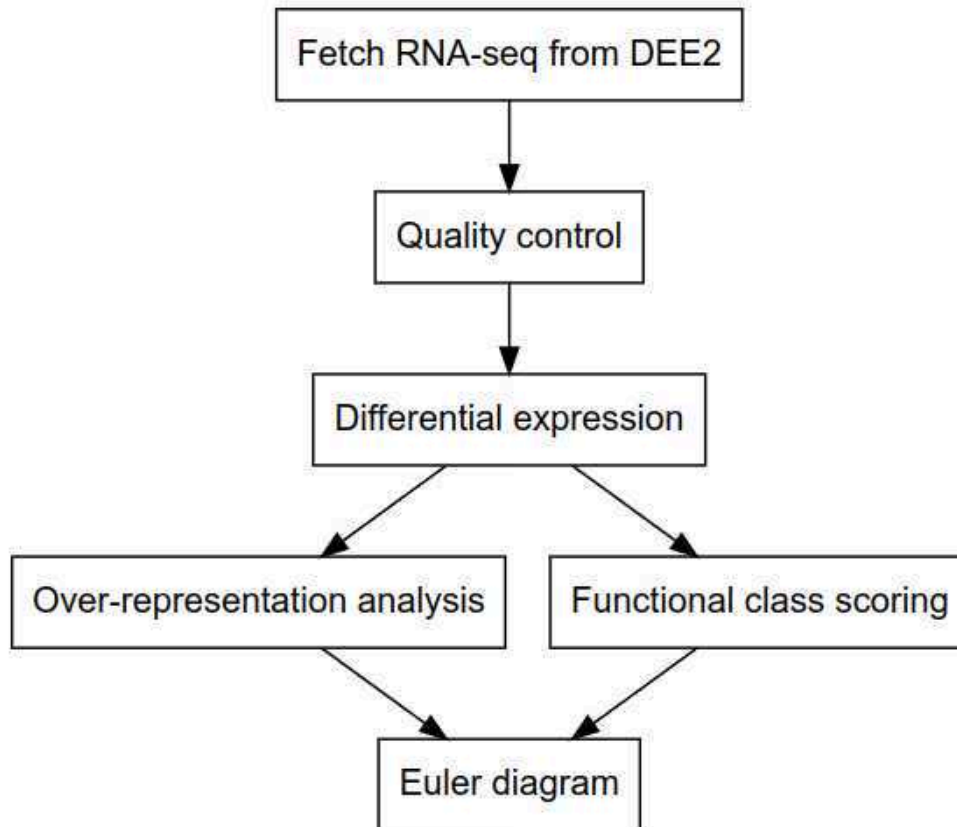 Fetch RNA-seq from DEE2
Quality control
Differential expression
Over-representation analysis
Functional class scoring
Euler diagram